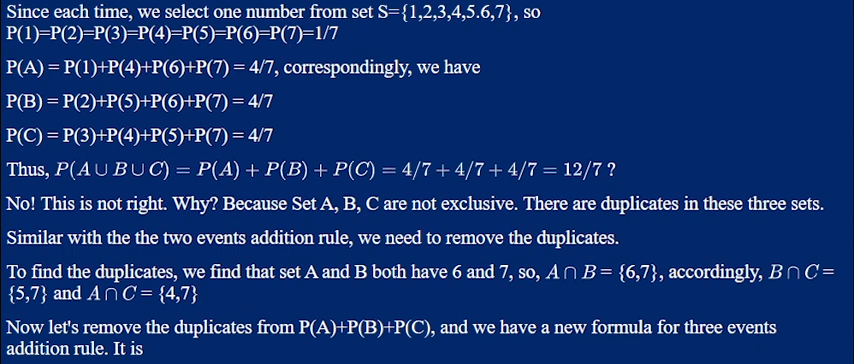 Since each time, we select one number from set S={1,2,3,4,5.6,7}, so
P(1)=P(2)=P(3)=P(4)=P(5)=P(6)=P(7)=1/7
P(A) = P(1)+P(4)+P(6)+P(7) = 4/7, correspondingly, we have
P(B) = P(2)+P(5)+P(6)+P(7) = 4/7
P(C) = P(3)+P(4)+P(5)+P(7) = 4/7
Thus, P(A ∪ B ∪ C) = P(A) + P(B) + P(C) = 4/7 + 4/7 + 4/7 = 12/7 ?
No! This is not right. Why? Because Set A, B, C are not exclusive. There are duplicates in these three sets.
Similar with the the two events addition rule, we need to remove the duplicates.
To find the duplicates, we find that set A and B both have 6 and 7, so, A ∩ B = {6,7}, accordingly, B ∩ C =
{5,7} and A ∩ C = {4,7}
Now let's remove the duplicates from P(A)+P(B)+P(C), and we have a new formula for three events
addition rule. It is